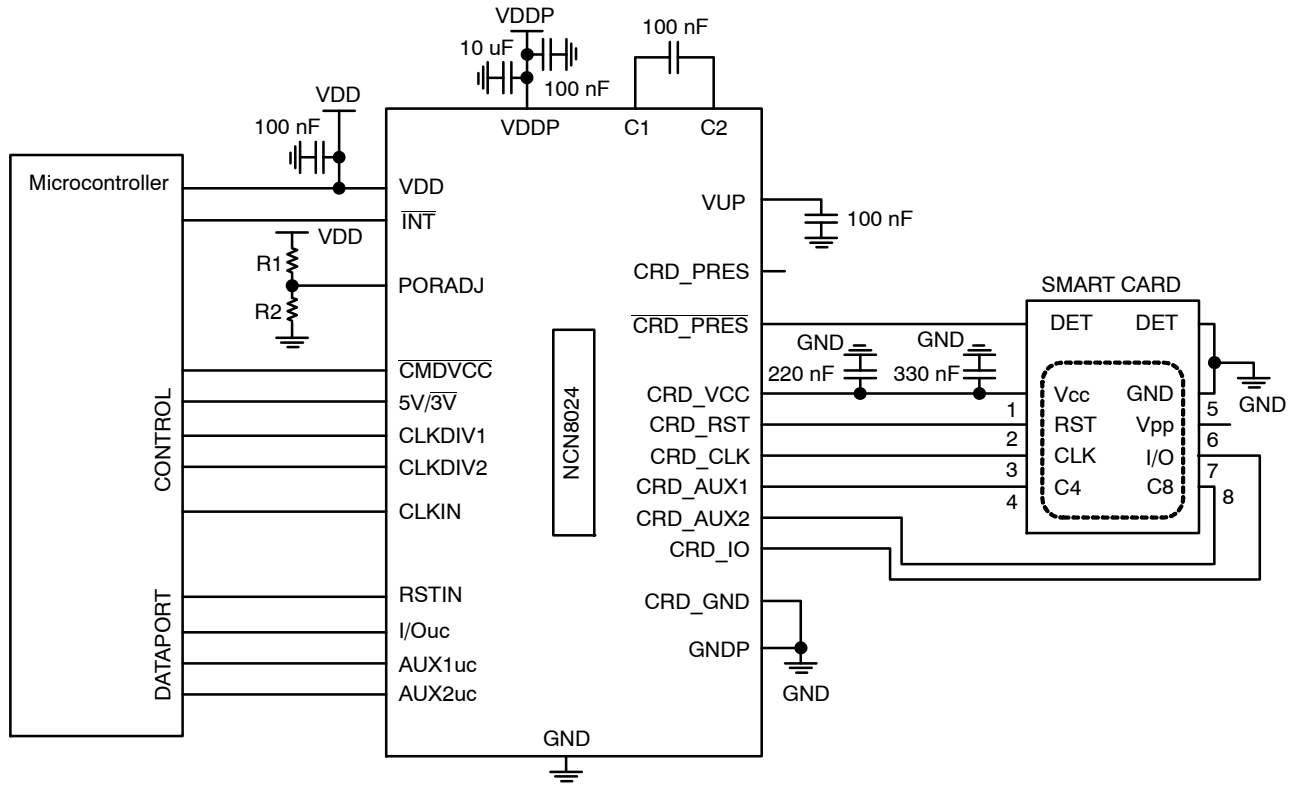 VDDP
10 uF
100 nF
100 nF
VDD
100 nF
VDDP
C1
C2
Microcontroller
VDD
INT
VDD
R1
PORADJ
R2
CMDVCC
5V/3V
CLKDIV1
CLKDIV2
CLKIN
CONTROL
RSTIN
I/Ouc
AUX1uc
AUX2uc
DATAPORT
NCN8024
GND
VUP
100 nF
CRD_PRES
CRD_PRES
GND
220 nF
GND
330 nF
CRD_VCC
CRD_RST
CRD_CLK
CRD_AUX1
CRD_AUX2
CRD_IO
CRD_GND
GNDP
GND
SMART CARD
DET
DET
Vcc
GND
RST
Vpp
CLK
I/O
C4
C8
1
2
3
4
5
6
7
8
GND